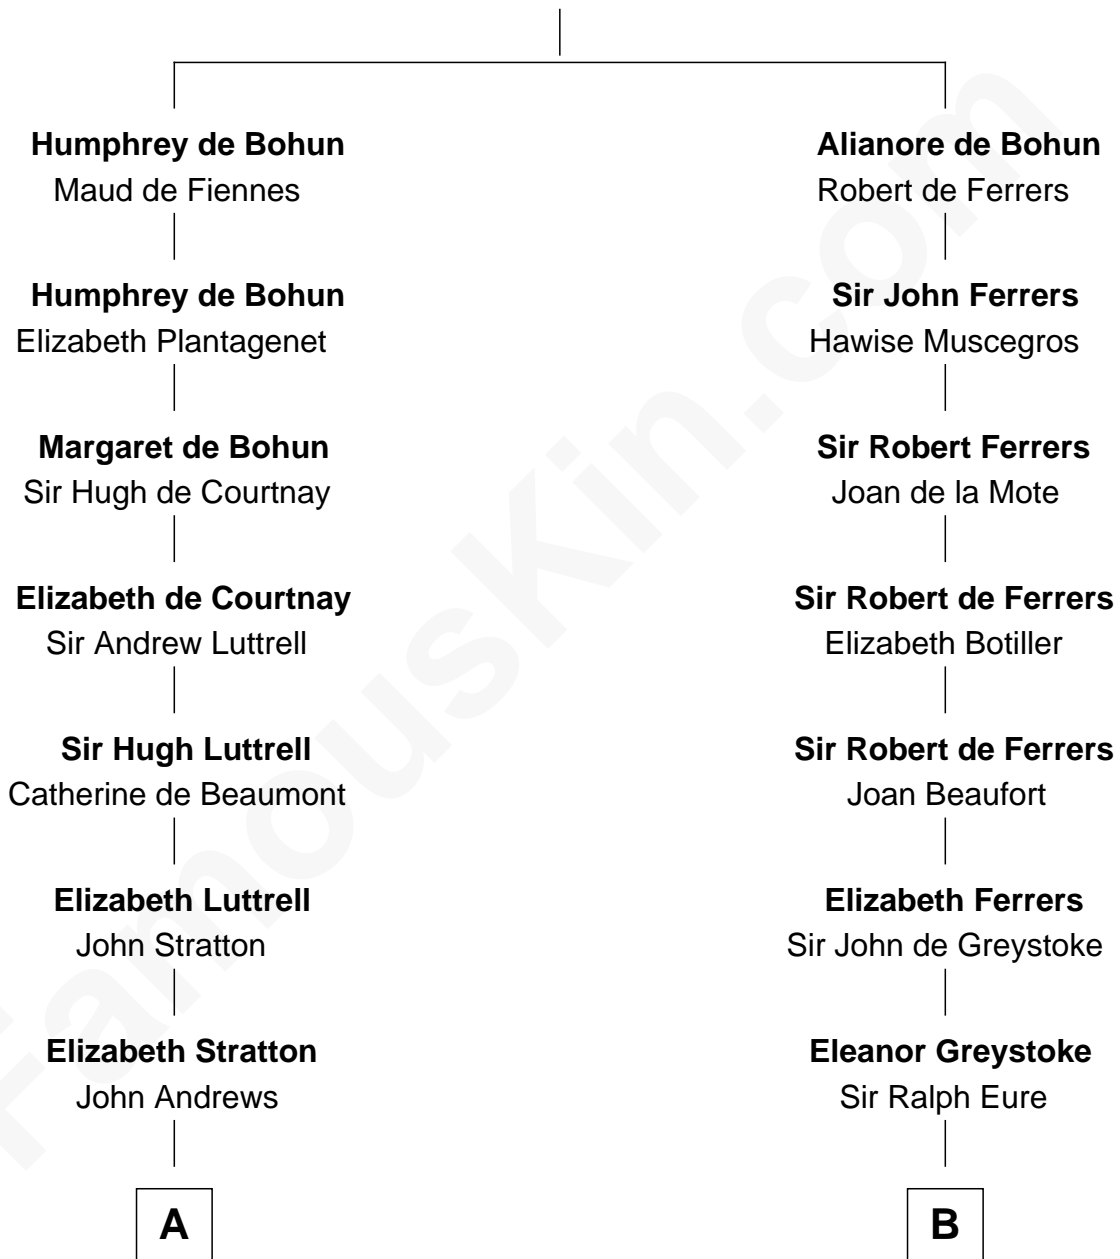 Humphrey de Bohun
Maud de Fiennes
Humphrey de Bohun
Elizabeth Plantagenet
Margaret de Bohun
Sir Hugh de Courtnay
Elizabeth de Courtnay
Sir Andrew Luttrell
Sir Hugh Luttrell
Catherine de Beaumont
Elizabeth Luttrell
John Stratton
Elizabeth Stratton
John Andrews
A
Alianore de Bohun
Robert de Ferrers
Sir John Ferrers
Hawise Muscegros
Sir Robert Ferrers
Joan de la Mote
Sir Robert de Ferrers
Elizabeth Botiller
Sir Robert de Ferrers
Joan Beaufort
Elizabeth Ferrers
Sir John de Greystoke
Eleanor Greystoke
Sir Ralph Eure
B
FamousKin.com